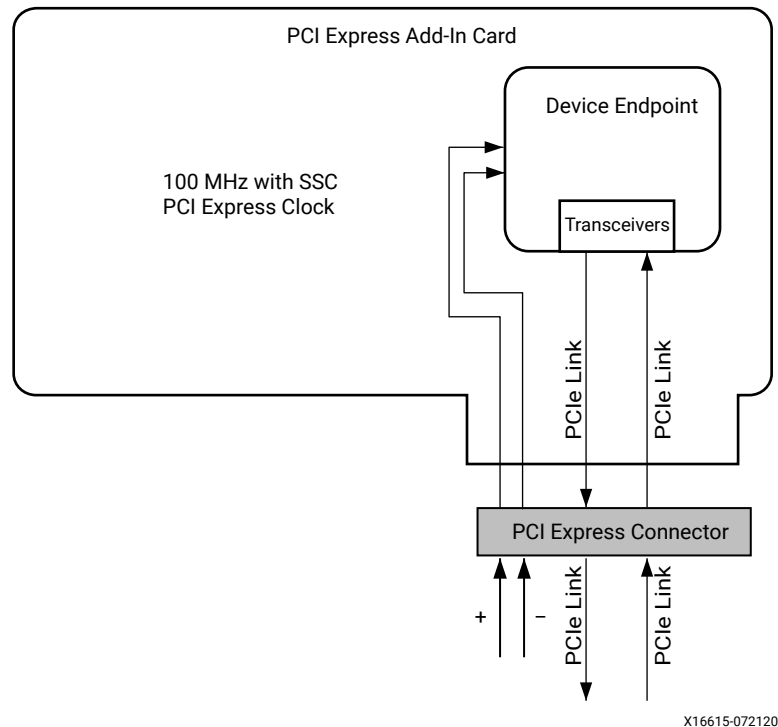 PCI Express Add-In Card
Device Endpoint
100 MHz with SSC
PCI Express Clock
Transceivers
PCIe Link
PCIe Link
PCI Express Connector
+
−
PCIe Link
PCIe Link
X16615-072120